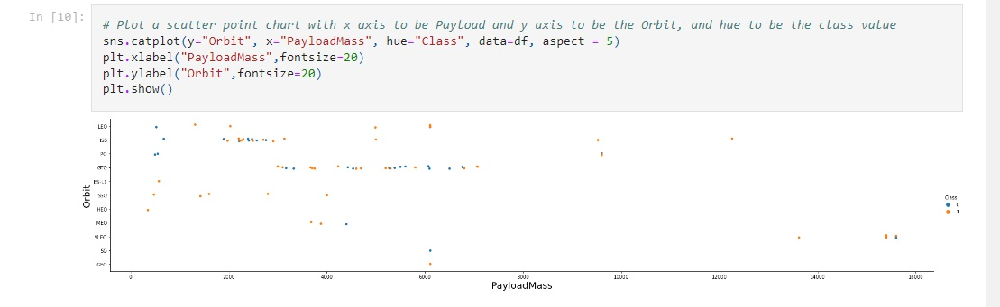 In [10]:
# Plot a scatter point chart with x axis to be Payload and y axis to be the Orbit, and hue to be the class value
sns.catplot(y="Orbit", x="PayloadMass", hue="Class", data=df, aspect = 5)
plt.xlabel("PayloadMass",fontsize=20)
plt.ylabel("Orbit",fontsize=20)
plt.show()
LEO
ISS
PO
GTO
ES-L1
SSO
HEO
MEO
VLEO
SO
GEO
Orbit
0 2000 4000 6000 8000 10000 12000 14000 16000
PayloadMass
Class
0
1